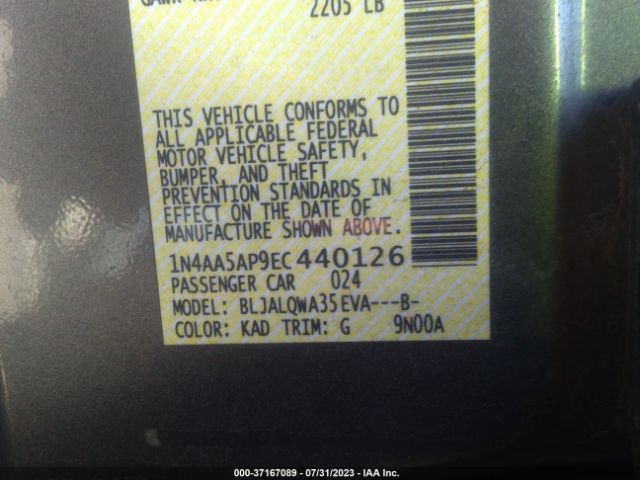 2205 LB
THIS VEHICLE CONFORMS TO
ALL APPLICABLE FEDERAL
MOTOR VEHICLE SAFETY,
BUMPER, AND THEFT
PREVENTION STANDARDS IN
EFFECT ON THE DATE OF
MANUFACTURE SHOWN ABOVE.
1N4AA5AP9EC440126
PASSENGER CAR 024
MODEL: BLJALQWA35EVA---B-
COLOR: KAD TRIM: G 9N00A
000-37167089 - 07/31/2023 - IAA Inc.